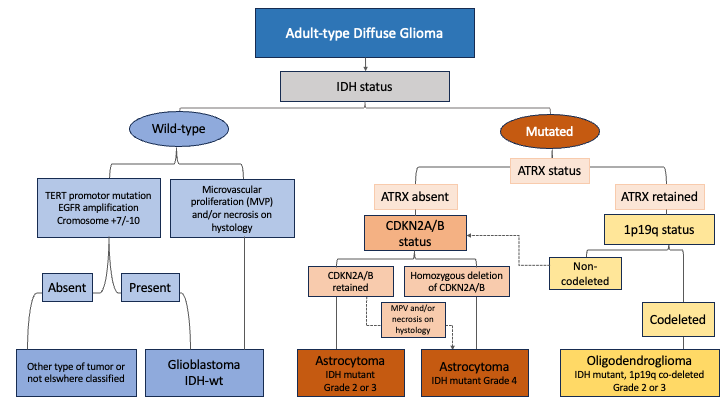 Adult-type Diffuse Glioma
IDH status
Wild-type
Mutated
ATRX status
TERT promotor mutation
EGFR amplification
Cromosome +7/-10
Microvascular
proliferation (MVP)
and/or necrosis on
hystology
ATRX absent
ATRX retained
CDKN2A/B
status
1p19q status
CDKN2A/B
retained
Homozygous deletion
of CDKN2A/B
Non-
codeleted
Absent
Present
MPV and/or
necrosis on
hystology
Codeleted
Other type of tumor or
not elswhere classified
Glioblastoma
IDH-wt
Astrocytoma
IDH mutant
Grade 2 or 3
Astrocytoma
IDH mutant Grade 4
Oligodendroglioma
IDH mutant, 1p19q co-deleted
Grade 2 or 3